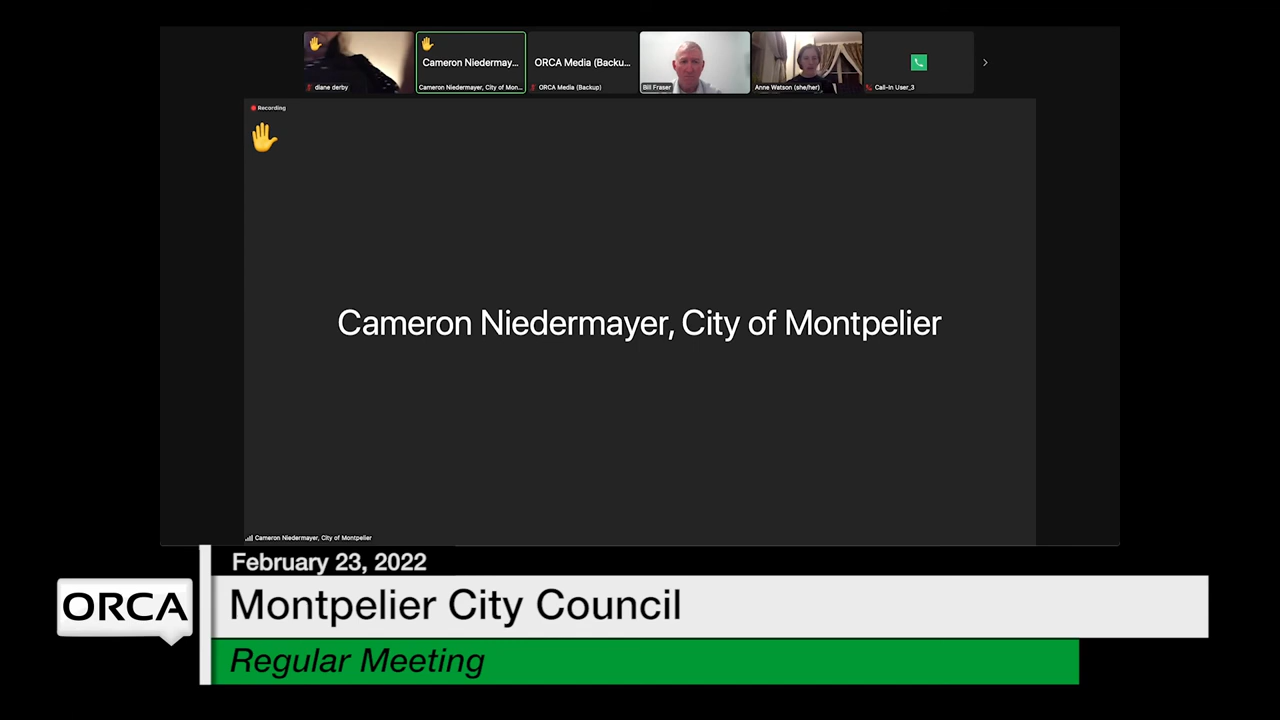 Cameron Niedermay...
ORCA Media (Backu...
diane derby
Cameron Niedermayer, City of Mon...
ORCA Media (Backup)
Bill Fraser
Anne Watson (she/her)
Call-In User_3
Recording
Cameron Niedermayer, City of Montpelier
Cameron Niedermayer, City of Montpelier
February 23, 2022
ORCA
Montpelier City Council
Regular Meeting